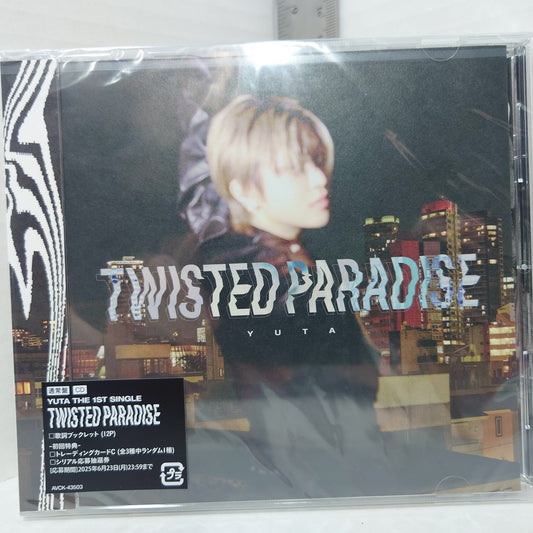 TWISTED PARADISE
YUTA
通常盤 CD
YUTA THE 1ST SINGLE
TWISTED PARADISE
□歌詞ブックレット (12P)
-初回特典-
□トレーディングカードC (全3種中ランダム1種)
□シリアル応募抽選券
[応募期間]2025年6月23日(月)23:59まで
AVCK-43503
プラ